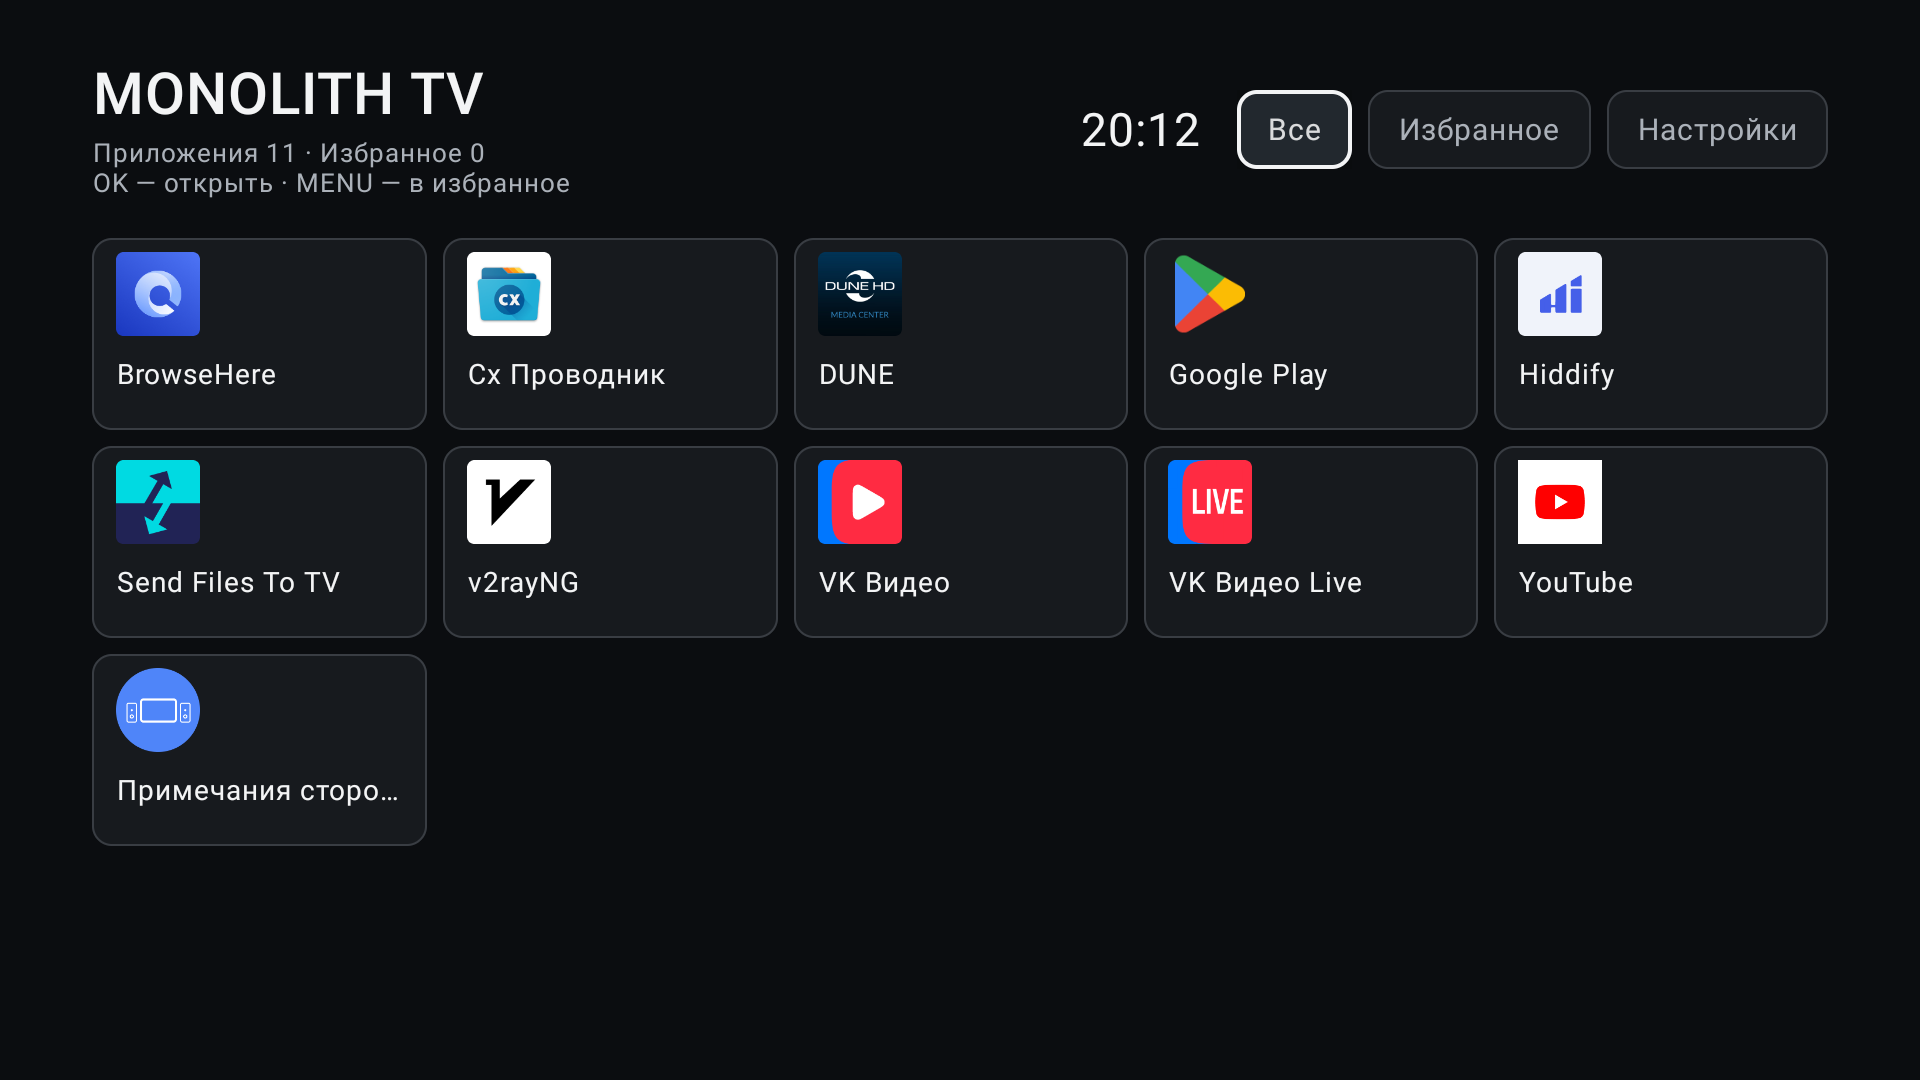 MONOLITH TV
Приложения 11 · Избранное 0
OK — открыть · MENU — в избранное
20:12
Все
Избранное
Настройки
CX
DUNE HD
MEDIA CENTER
BrowseHere
Cx Проводник
DUNE
Google Play
Hiddify
LIVE
Send Files To TV
v2rayNG
VK Видео
VK Видео Live
YouTube
Примечания сторо...